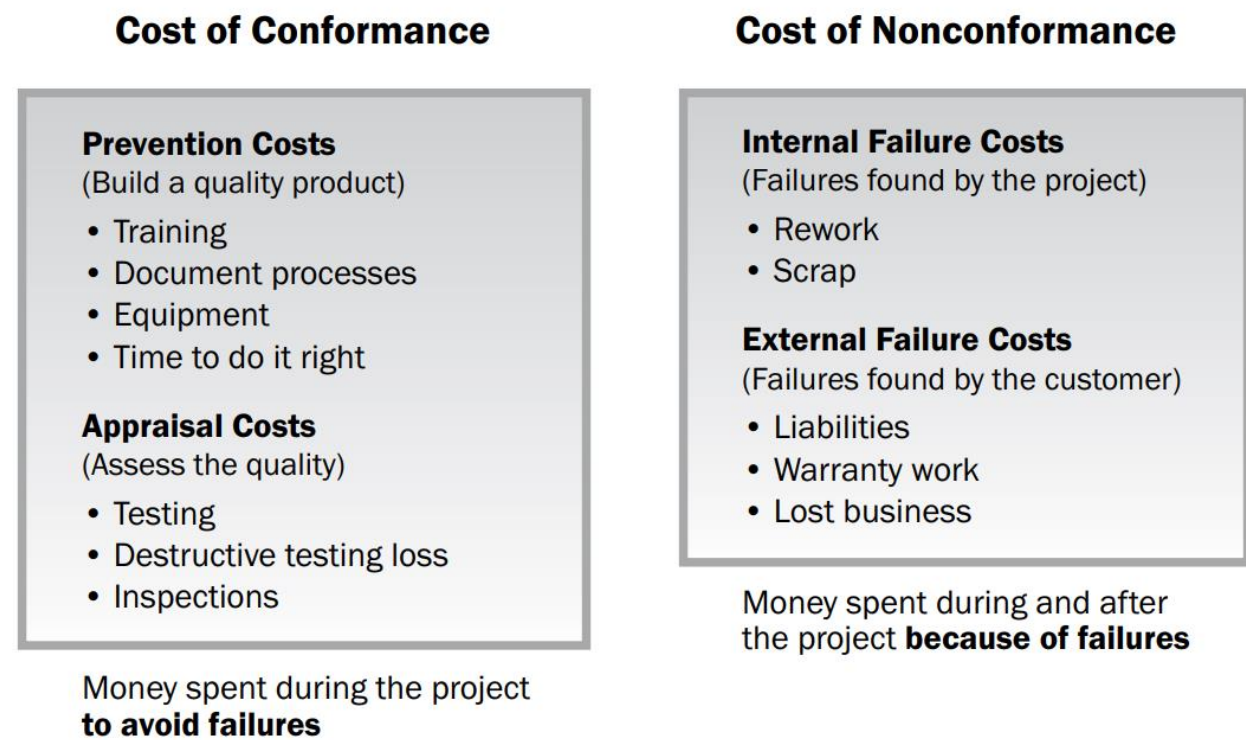 Cost of Conformance
Prevention Costs
(Build a quality product)
• Training
• Document processes
• Equipment
• Time to do it right
Appraisal Costs
(Assess the quality)
• Testing
• Destructive testing loss
• Inspections
Money spent during the project
to avoid failures
Cost of Nonconformance
Internal Failure Costs
(Failures found by the project)
• Rework
• Scrap
External Failure Costs
(Failures found by the customer)
• Liabilities
• Warranty work
• Lost business
Money spent during and after
the project because of failures